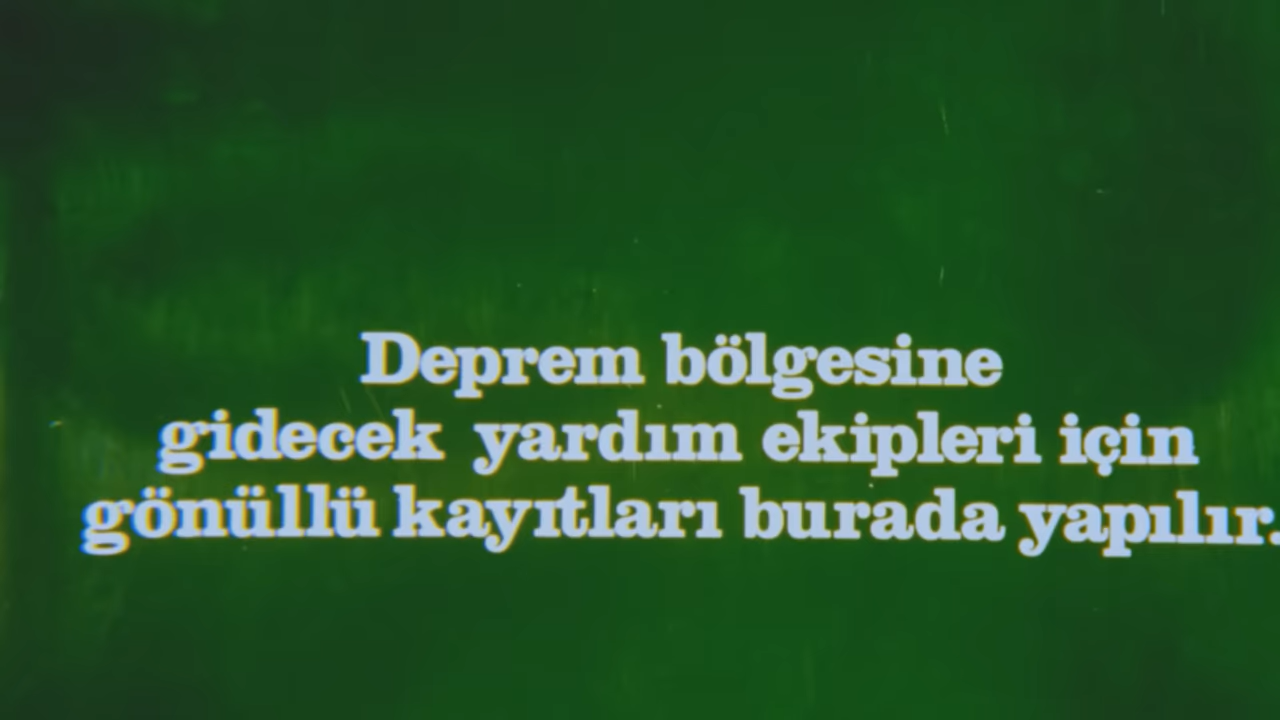 Deprem bölgesine
gidecek yardım ekipleri için
gönüllü kayıtları burada yapılır.